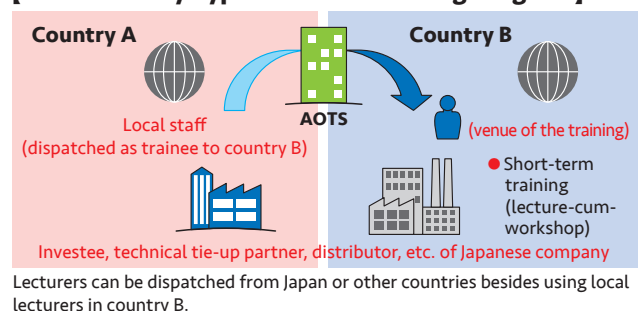 Country A
Country B
AOTS
Local staff
(dispatched as trainee to country B)
(venue of the training)
● Short-term
training
(lecture-cum-
workshop)
Investee, technical tie-up partner, distributor, etc. of Japanese company
Lecturers can be dispatched from Japan or other countries besides using local
lecturers in country B.